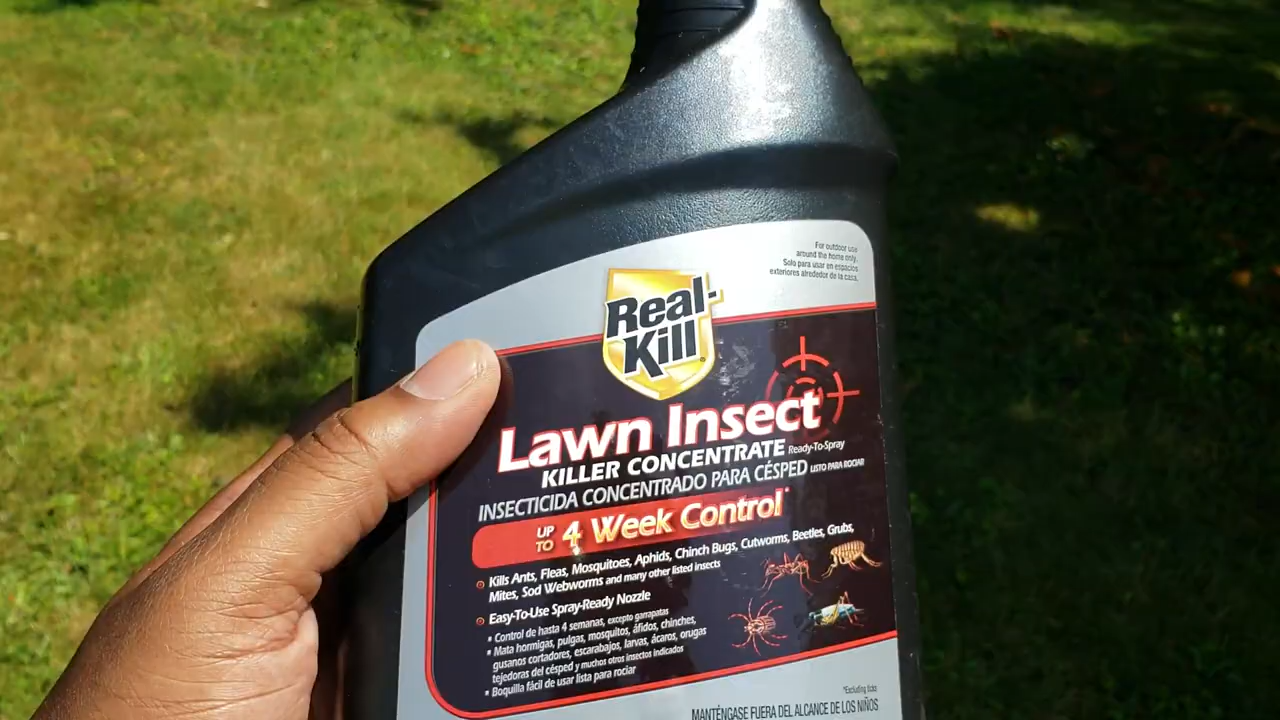 For outdoor use
around the home only.
Solo para usar en espacios
exteriores alrededor de la casa.
Real-
Kill®
Lawn Insect
KILLER CONCENTRATE Ready-To-Spray
INSECTICIDA CONCENTRADO PARA CÉSPED LISTO PARA ROCIAR
UP TO 4 Week Control*
Kills Ants, Fleas, Mosquitoes, Aphids, Chinch Bugs, Cutworms, Beetles, Grubs,
Mites, Sod Webworms and many other listed insects
Easy-To-Use Spray-Ready Nozzle
▪ Control de hasta 4 semanas, excepto garrapatas
▪ Mata hormigas, pulgas, mosquitos, áfidos, chinches,
gusanos cortadores, escarabajos, larvas, ácaros, orugas
tejedoras del césped y muchos otros insectos indicados
▪ Boquilla fácil de usar lista para rociar
*Excluding ticks
MANTÉNGASE FUERA DEL ALCANCE DE LOS NIÑOS